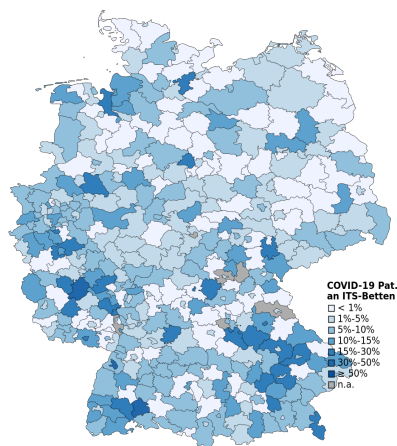 COVID-19 Pat.
an ITS-Betten
< 1%
1%-5%
5%-10%
10%-15%
15%-30%
30%-50%
≥ 50%
n.a.